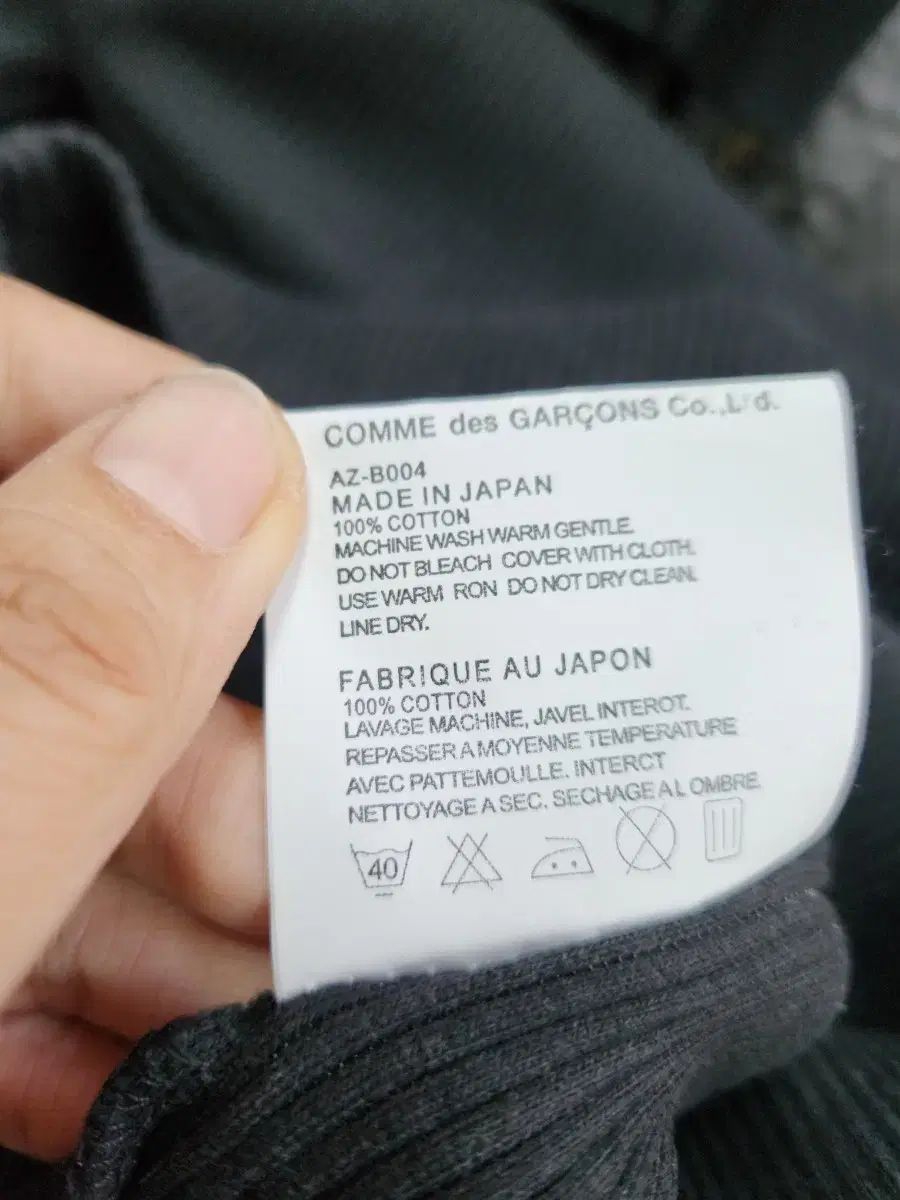 COMME des GARÇONS Co.,Ltd.
AZ-B004
MADE IN JAPAN
100% COTTON
MACHINE WASH WARM GENTLE.
DO NOT BLEACH COVER WITH CLOTH.
USE WARM RON DO NOT DRY CLEAN.
LINE DRY.
FABRIQUE AU JAPON
100% COTTON
LAVAGE MACHINE, JAVEL INTEROT.
REPASSER A MOYENNE TEMPERATURE
AVEC PATTEMOULLE. INTERCT
NETTOYAGE A SEC. SECHAGE A L OMBRE.
40